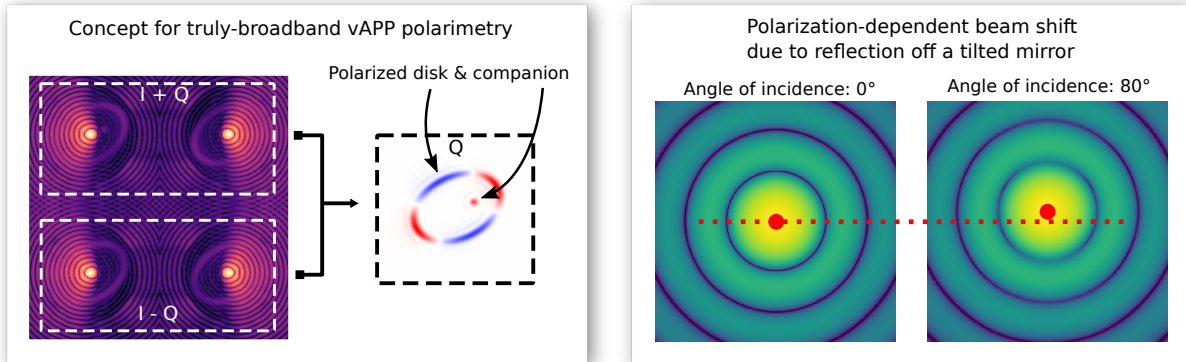 Concept for truly-broadband vAPP polarimetry
Polarized disk & companion
I + Q
Q
I - Q
Polarization-dependent beam shift
due to reflection off a tilted mirror
Angle of incidence: 0°
Angle of incidence: 80°